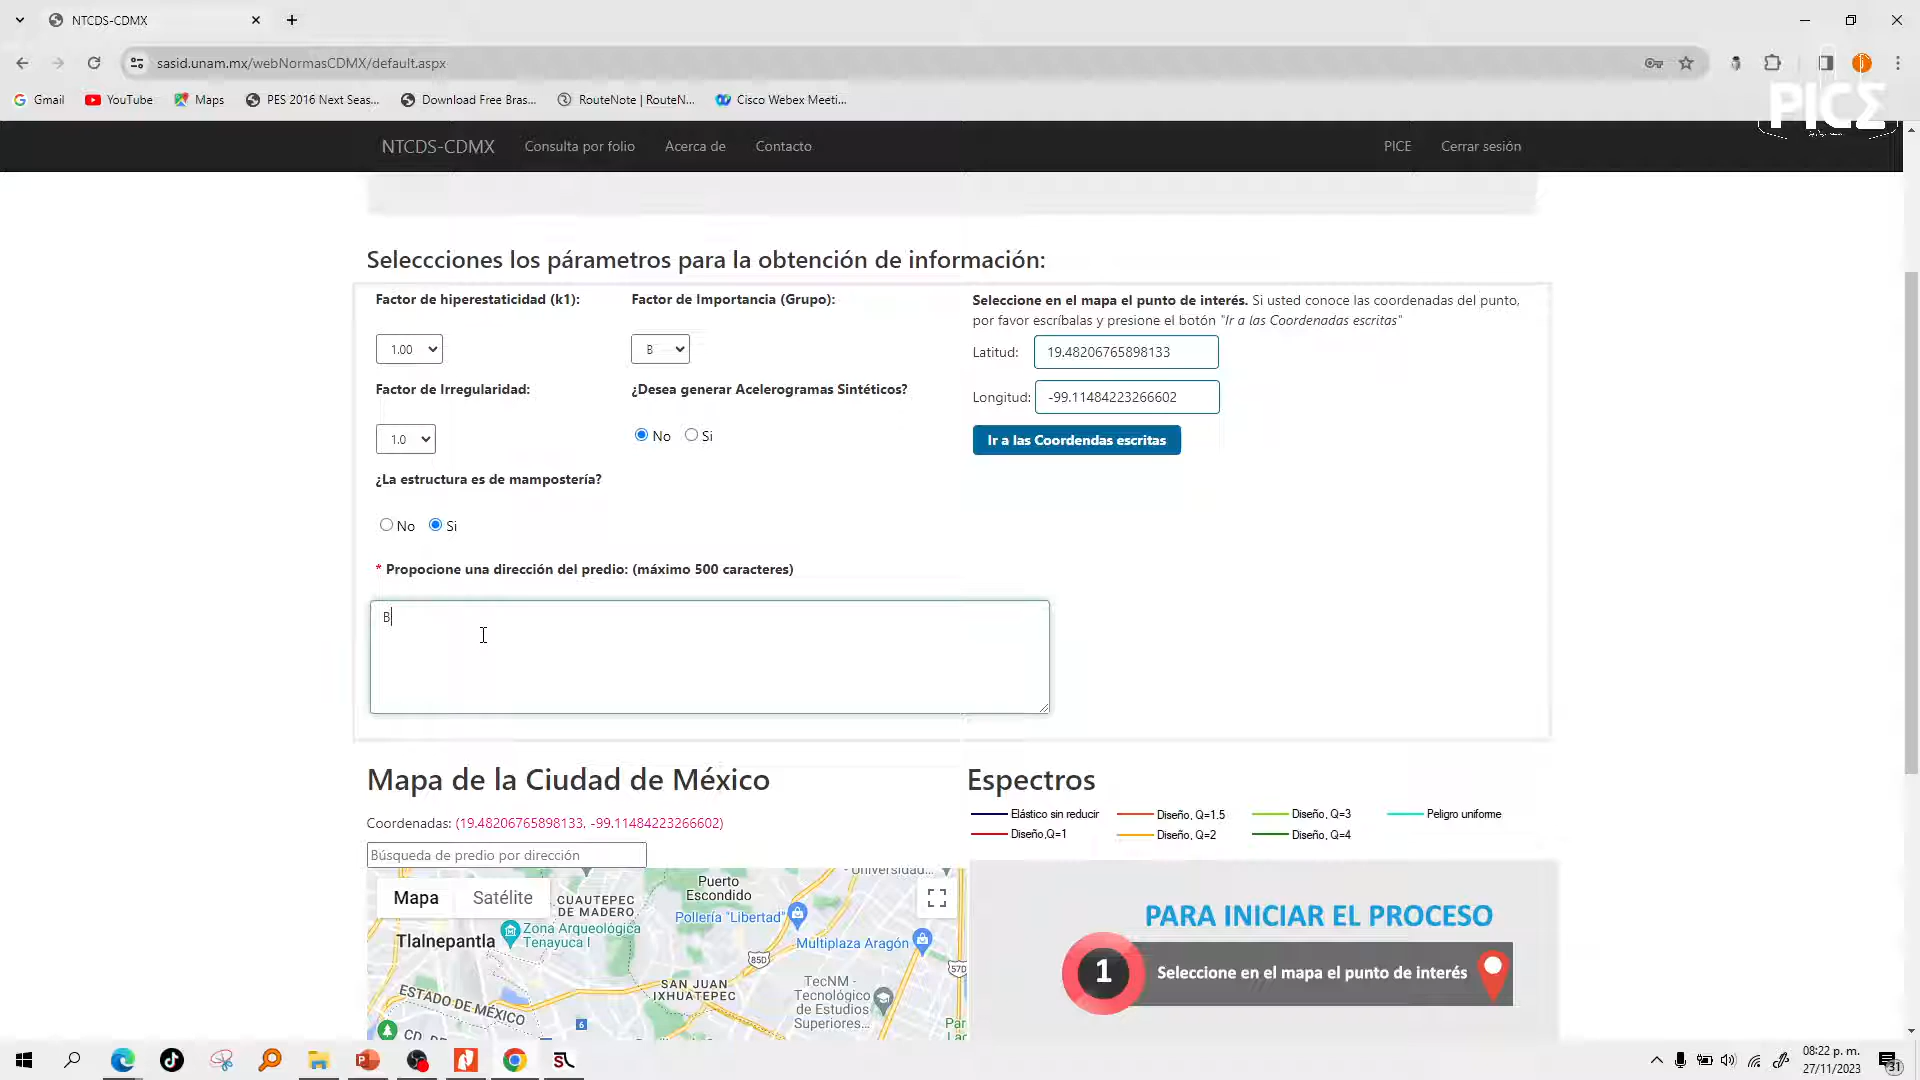 NTCDS-CDMX
sasid.unam.mx/webNormasCDMX/default.aspx
Gmail
YouTube
Maps
PES 2016 Next Seas...
Download Free Bras...
RouteNote | RouteN...
Cisco Webex Meeti...
PICΣ
NTCDS-CDMX
Consulta por folio
Acerca de
Contacto
PICE
Cerrar sesión
Seleccciones los párametros para la obtención de información:
Factor de hiperestaticidad (k1):
Factor de Importancia (Grupo):
Seleccione en el mapa el punto de interés. Si usted conoce las coordenadas del punto,
por favor escríbalas y presione el botón "Ir a las Coordenadas escritas"
1.00
B
Latitud:
19.48206765898133
Factor de Irregularidad:
¿Desea generar Acelerogramas Sintéticos?
Longitud:
-99.11484223266602
1.0
No
Si
Ir a las Coordendas escritas
¿La estructura es de mampostería?
No
Si
* Propocione una dirección del predio: (máximo 500 caracteres)
B
Mapa de la Ciudad de México
Espectros
Coordenadas: (19.48206765898133, -99.11484223266602)
Elástico sin reducir
Diseño, Q=1.5
Diseño, Q=3
Peligro uniforme
Diseño,Q=1
Diseño, Q=2
Diseño, Q=4
Búsqueda de predio por dirección
Mapa
Satélite
CUAUTEPEC
DE MADERO
Puerto
Escondido
Universidad...
Pollería "Libertad"
Tlalnepantla
Zona Arqueológica
Tenayuca I
Multiplaza Aragón
85D
57D
SAN JUAN
IXHUATEPEC
TecNM -
Tecnológico
de Estudios
Superiores...
ESTADO DE MÉXICO
CD. DE
6
Par
PARA INICIAR EL PROCESO
1
Seleccione en el mapa el punto de interés
08:22 p. m.
27/11/2023
31